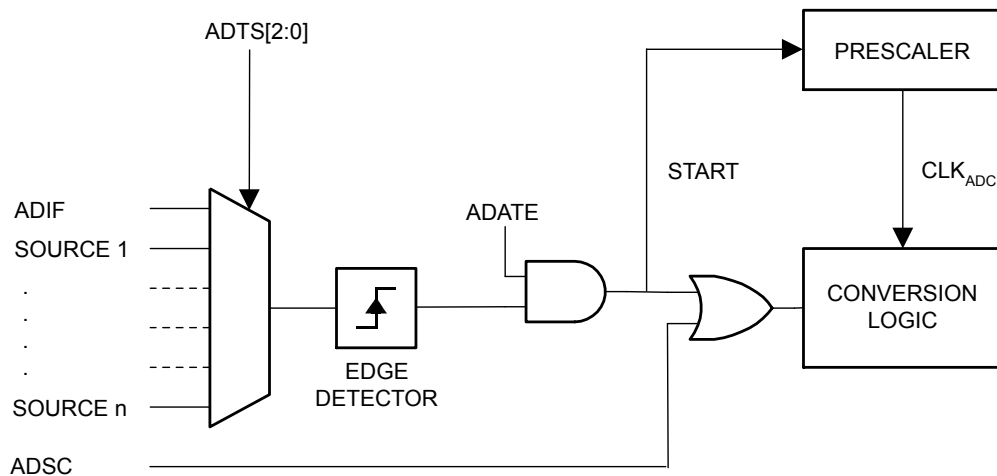 ADTS[2:0]
PRESCALER
START
CLKADC
ADIF
ADATE
SOURCE 1
.
.
.
.
CONVERSION
LOGIC
EDGE
DETECTOR
SOURCE n
ADSC